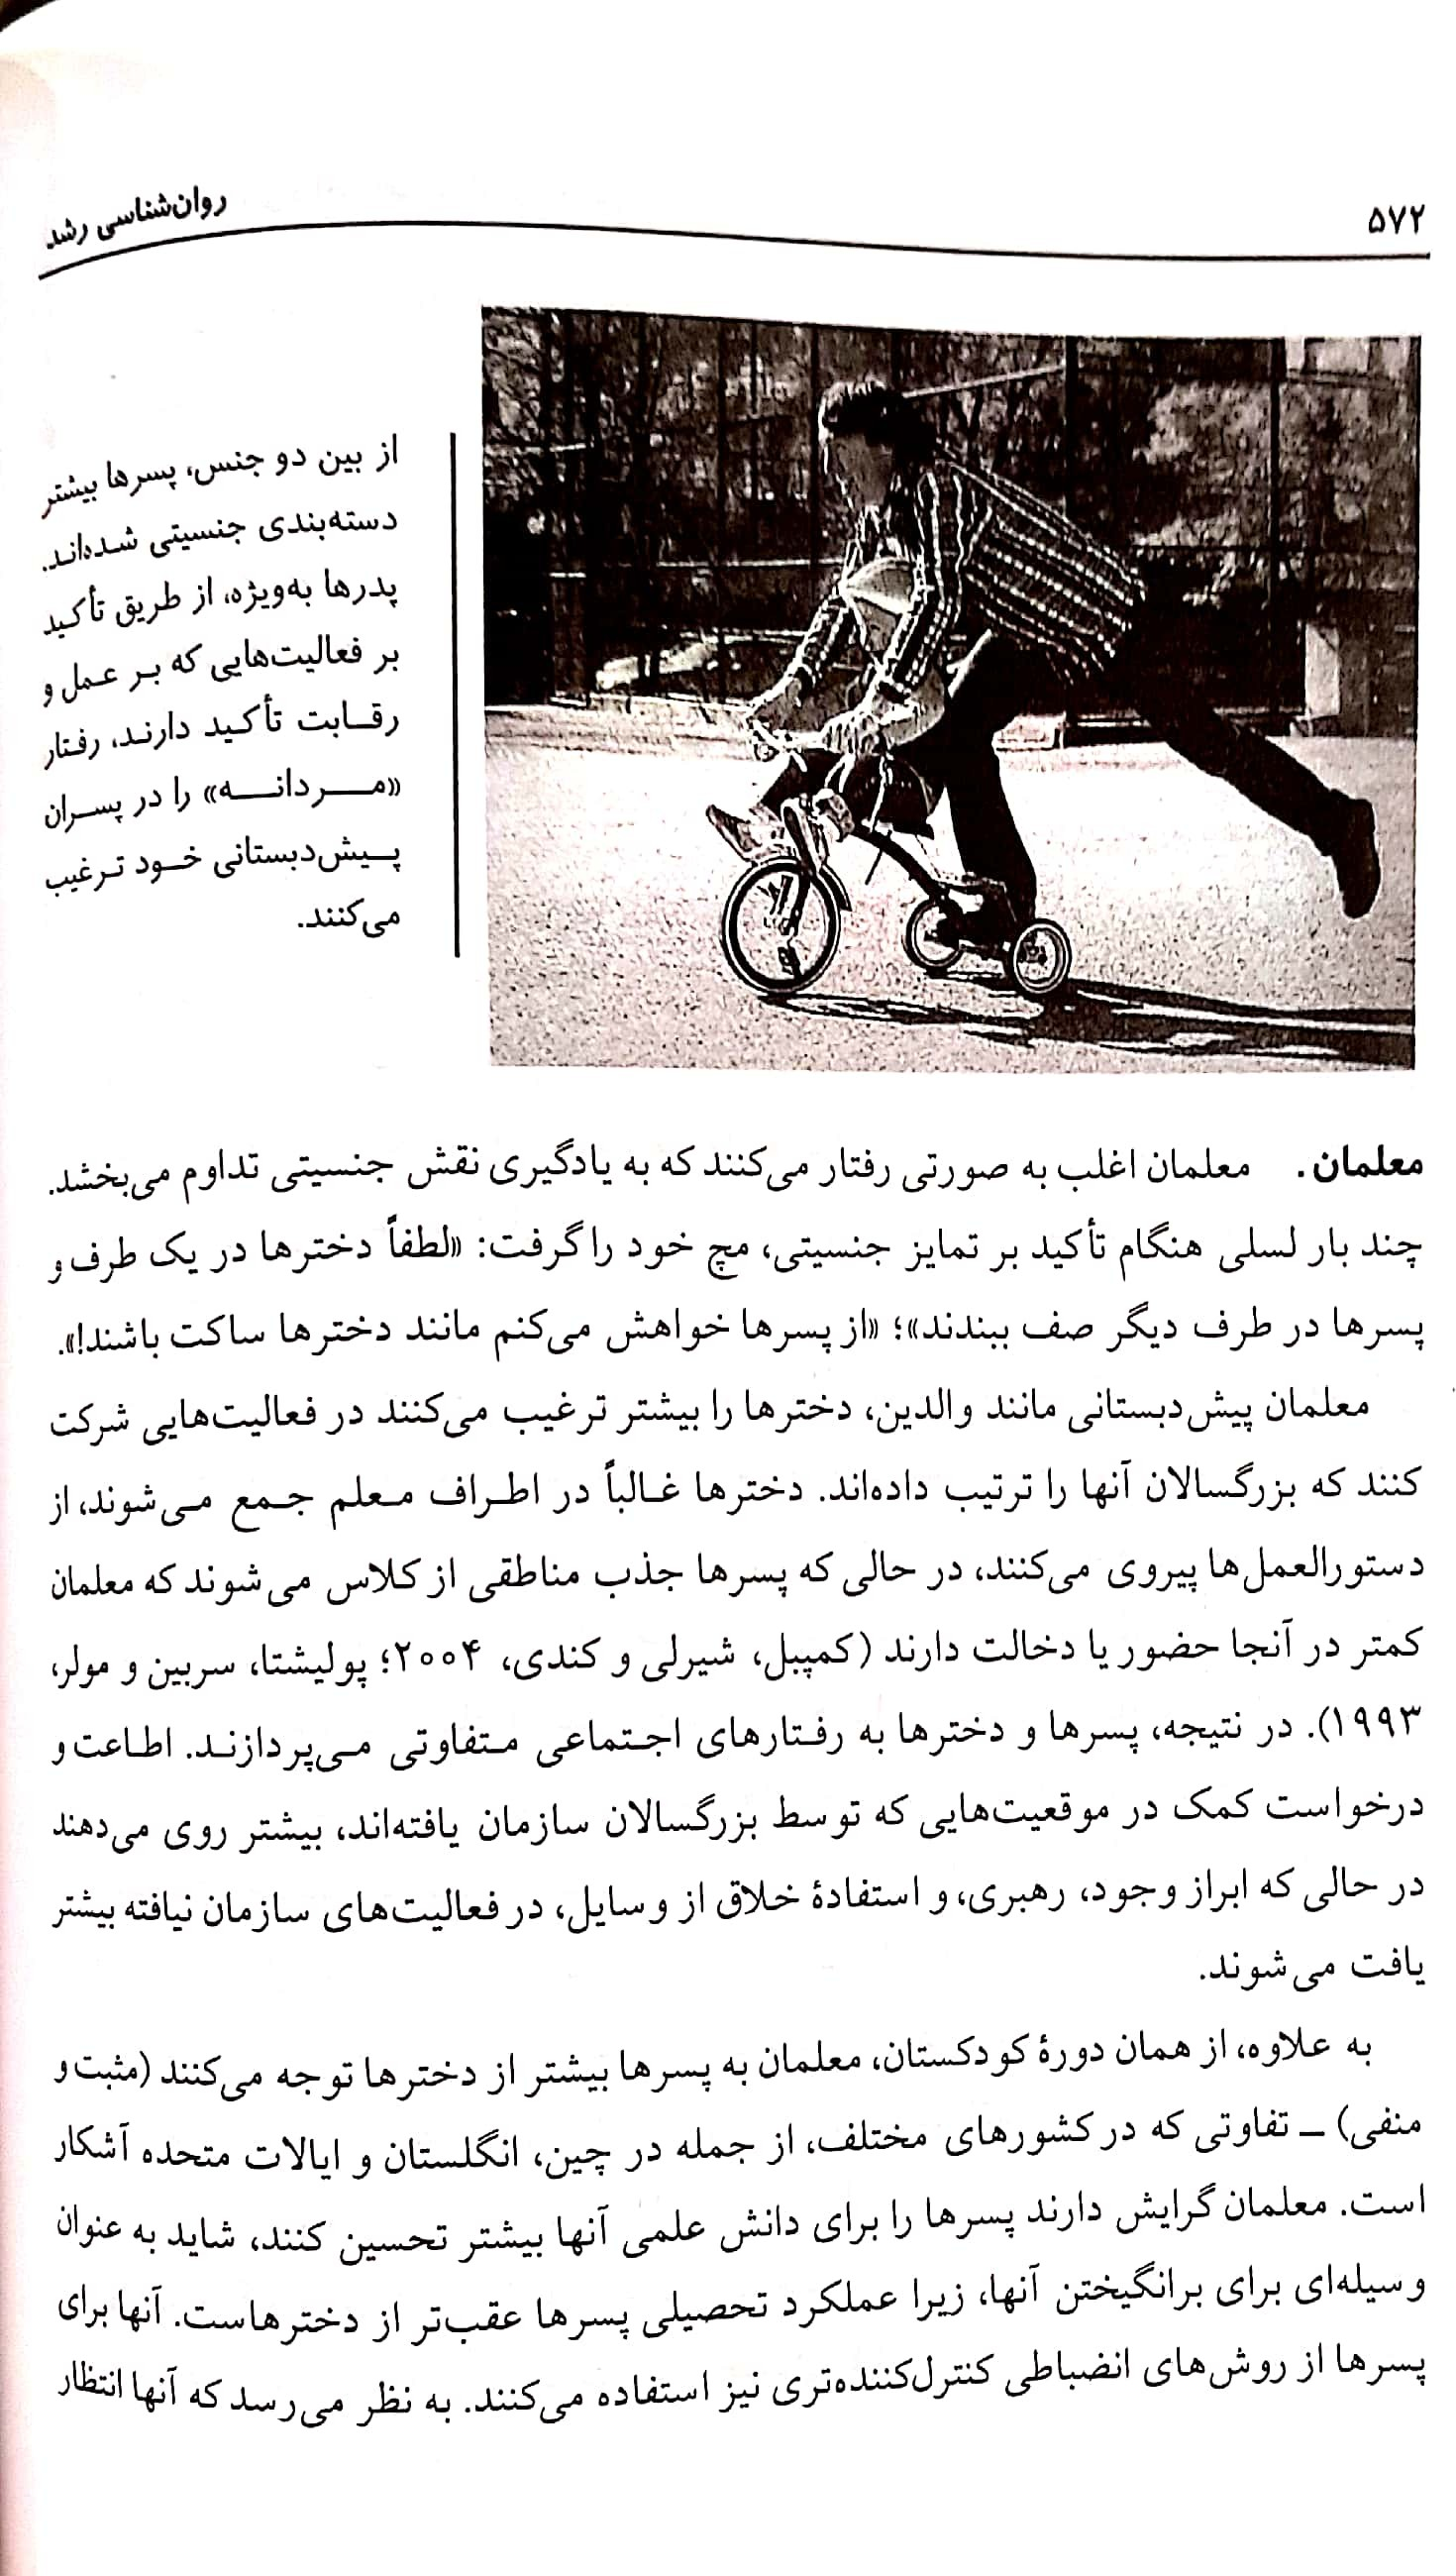 ۵۷۲
روان‌شناسی رشد
از بین دو جنس، پسرها بیشتر
دسته‌بندی جنسیتی شده‌اند.
پدرها به‌ویژه، از طریق تأکید
بر فعالیت‌هایی که بر عمل و
رقابت تأکید دارند، رفتار
«مردانه» را در پسران
پیش‌دبستانی خود ترغیب
می‌کنند.
معلمان. معلمان اغلب به صورتی رفتار می‌کنند که به یادگیری نقش جنسیتی تداوم می‌بخشد.
چند بار لسلی هنگام تأکید بر تمایز جنسیتی، مچ خود را گرفت: «لطفاً دخترها در یک طرف و
پسرها در طرف دیگر صف ببندند»؛ «از پسرها خواهش می‌کنم مانند دخترها ساکت باشند!».
معلمان پیش‌دبستانی مانند والدین، دخترها را بیشتر ترغیب می‌کنند در فعالیت‌هایی شرکت
کنند که بزرگسالان آنها را ترتیب داده‌اند. دخترها غالباً در اطراف معلم جمع می‌شوند، از
دستورالعمل‌ها پیروی می‌کنند، در حالی که پسرها جذب مناطقی از کلاس می‌شوند که معلمان
کمتر در آنجا حضور یا دخالت دارند (کمپبل، شیرلی و کندی، ۲۰۰۴؛ پولیشتا، سربین و مولر،
۱۹۹۳). در نتیجه، پسرها و دخترها به رفتارهای اجتماعی متفاوتی می‌پردازند. اطاعت و
درخواست کمک در موقعیت‌هایی که توسط بزرگسالان سازمان یافته‌اند، بیشتر روی می‌دهند
در حالی که ابراز وجود، رهبری، و استفادهٔ خلاق از وسایل، در فعالیت‌های سازمان نیافته بیشتر
یافت می‌شوند.
به علاوه، از همان دورهٔ کودکستان، معلمان به پسرها بیشتر از دخترها توجه می‌کنند (مثبت و
منفی) ــ تفاوتی که در کشورهای مختلف، از جمله در چین، انگلستان و ایالات متحده آشکار
است. معلمان گرایش دارند پسرها را برای دانش علمی آنها بیشتر تحسین کنند، شاید به عنوان
وسیله‌ای برای برانگیختن آنها، زیرا عملکرد تحصیلی پسرها عقب‌تر از دخترهاست. آنها برای
پسرها از روش‌های انضباطی کنترل‌کننده‌تری نیز استفاده می‌کنند. به نظر می‌رسد که آنها انتظار